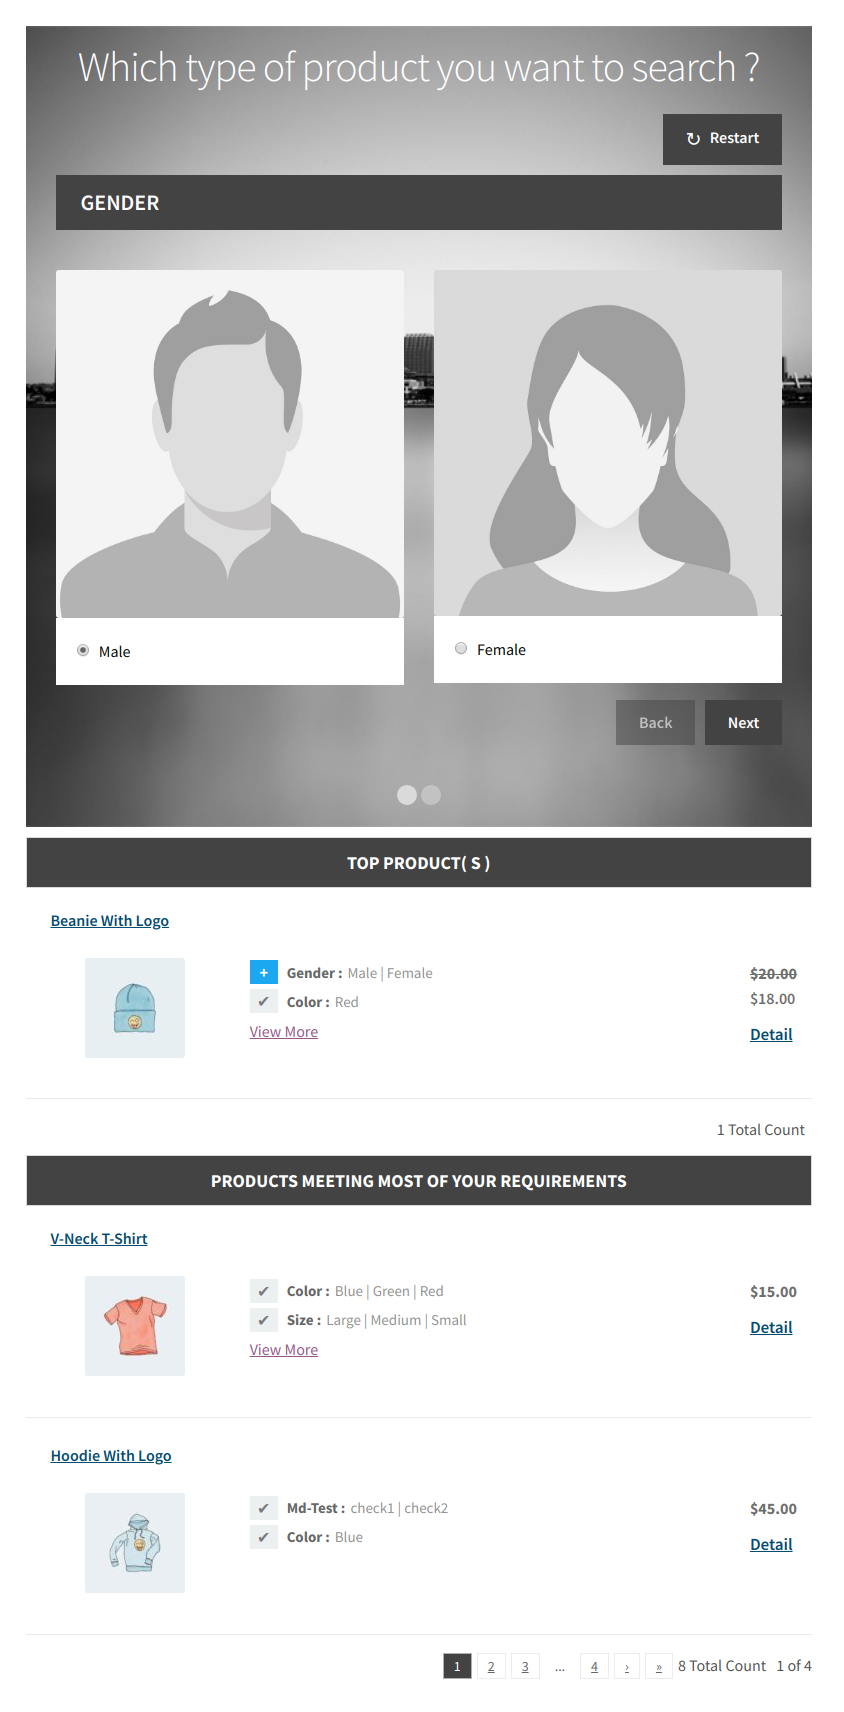 Which type of product you want to search ?
↻ Restart
GENDER
Male
Female
Back Next
TOP PRODUCT( S )
Beanie With Logo
+ Gender : Male | Female
$20.00
✔ Color : Red
$18.00
View More
Detail
1 Total Count
PRODUCTS MEETING MOST OF YOUR REQUIREMENTS
V-Neck T-Shirt
✔ Color : Blue | Green | Red
$15.00
✔ Size : Large | Medium | Small
Detail
View More
Hoodie With Logo
✔ Md-Test : check1 | check2
$45.00
✔ Color : Blue
Detail
1 2 3 ... 4 › » 8 Total Count 1 of 4